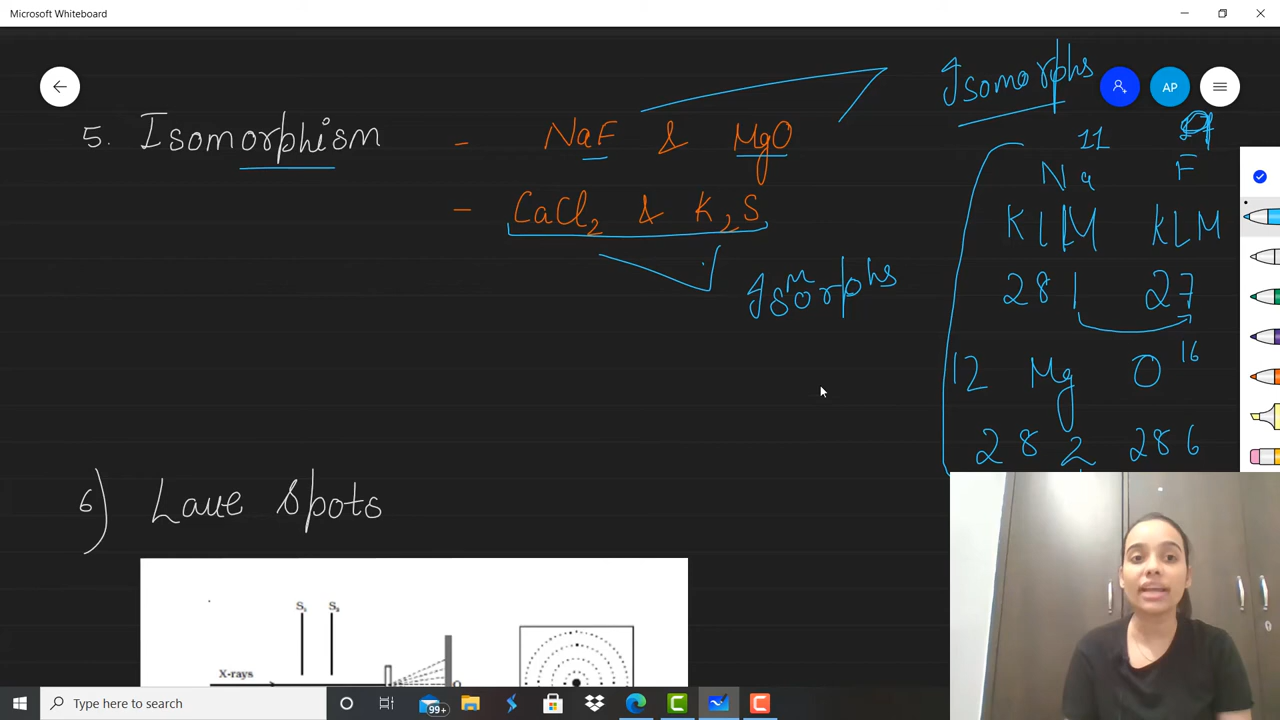 Microsoft Whiteboard
5. Isomorphism - NaF & MgO
- CaCl2 & K2S
Isomorphs
Isomorphs
AP
11
Na F
K L M K L M
2 8 1 2 7
12 Mg O 16
2 8 2 2 8 6
6) Laue Spots
S1 S2
X-rays
Type here to search
99+